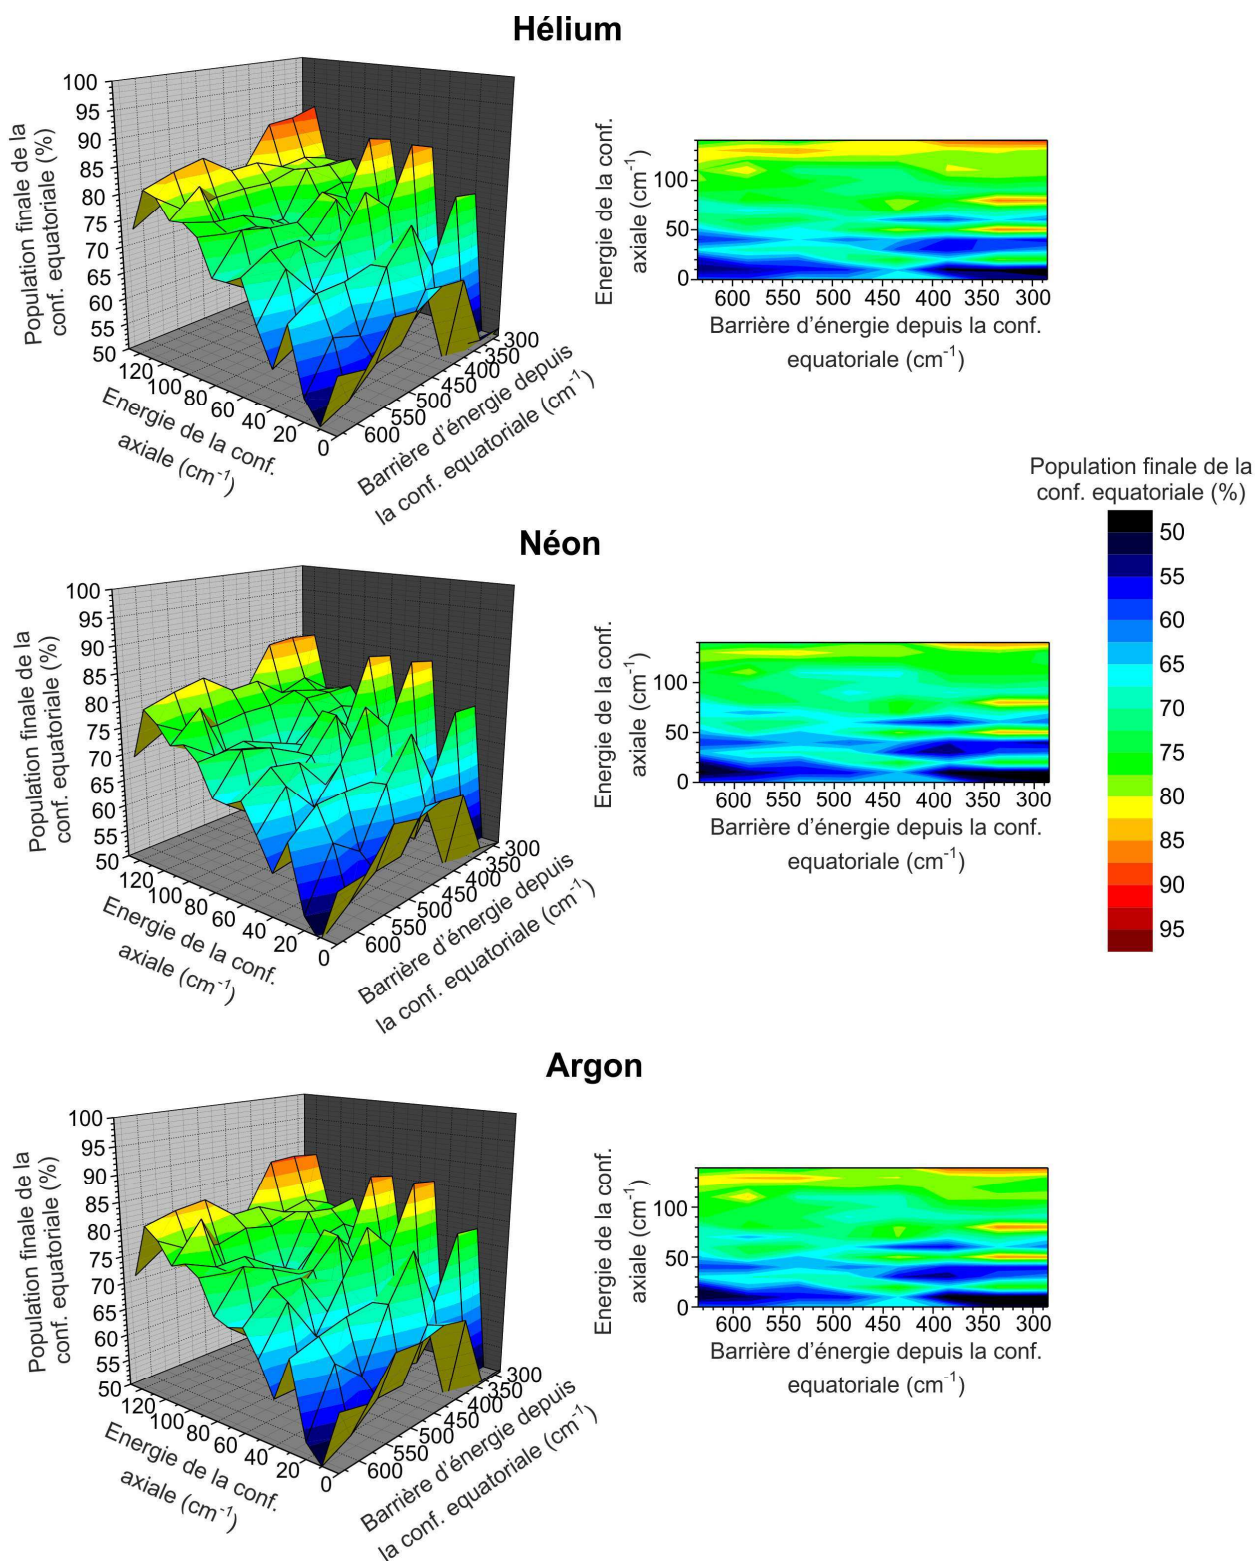 Hélium
Population finale de la
conf. equatoriale (%)
100
95
90
85
80
75
70
65
60
55
50
120
100
80
60
40
20
0
Energie de la conf.
axiale (cm-1)
600
550
500
450
400
350
300
Barrière d'énergie depuis
la conf. equatoriale (cm-1)
Energie de la conf.
axiale (cm-1)
100
50
0
600 550 500 450 400 350 300
Barrière d'énergie depuis la conf.
equatoriale (cm-1)
Population finale de la
conf. equatoriale (%)
50
55
60
65
70
75
80
85
90
95
Néon
Population finale de la
conf. equatoriale (%)
100
95
90
85
80
75
70
65
60
55
50
120
100
80
60
40
20
0
Energie de la conf.
axiale (cm-1)
600
550
500
450
400
350
300
Barrière d'énergie depuis
la conf. equatoriale (cm-1)
Energie de la conf.
axiale (cm-1)
100
50
0
600 550 500 450 400 350 300
Barrière d'énergie depuis la conf.
equatoriale (cm-1)
Argon
Population finale de la
conf. equatoriale (%)
100
95
90
85
80
75
70
65
60
55
50
120
100
80
60
40
20
0
Energie de la conf.
axiale (cm-1)
600
550
500
450
400
350
300
Barrière d'énergie depuis
la conf. equatoriale (cm-1)
Energie de la conf.
axiale (cm-1)
100
50
0
600 550 500 450 400 350 300
Barrière d'énergie depuis la conf.
equatoriale (cm-1)